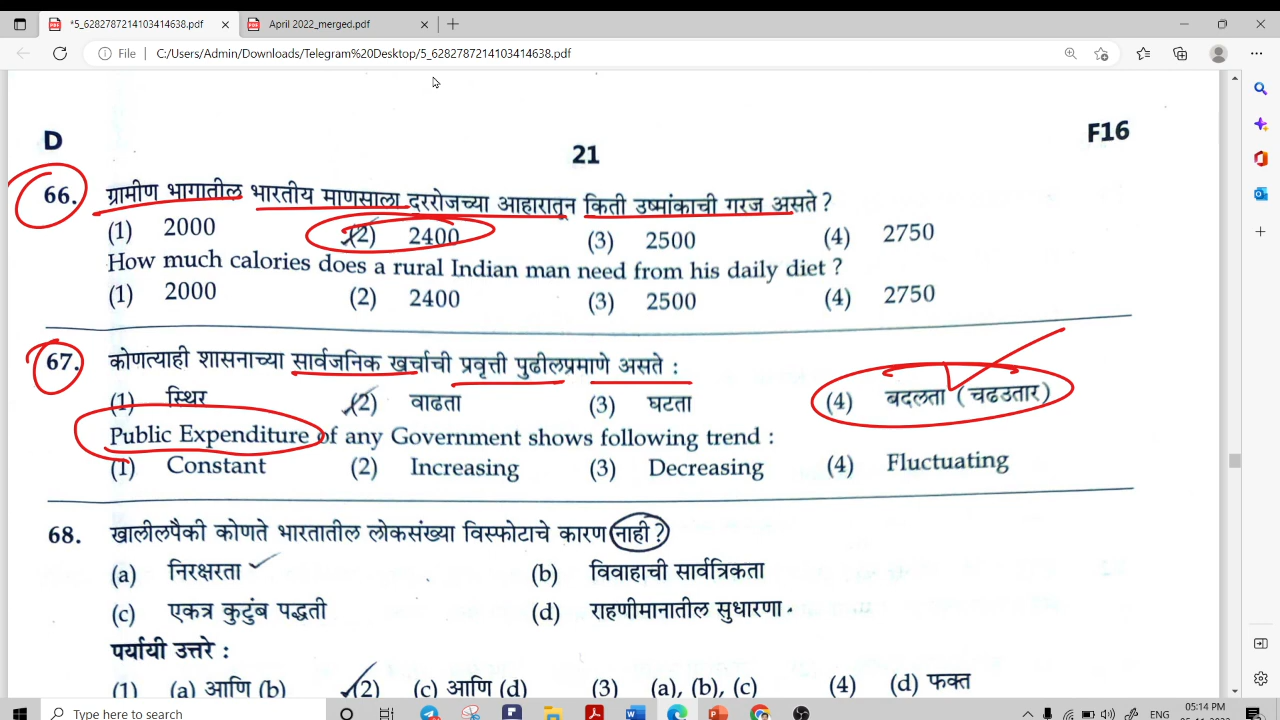 *5_6282787214103414638.pdf
April 2022_merged.pdf
File C:/Users/Admin/Downloads/Telegram%20Desktop/5_6282787214103414638.pdf
D
21
F16
66. ग्रामीण भागातील भारतीय माणसाला दररोजच्या आहारातून किती उष्मांकाची गरज असते ?
(1) 2000 (2) 2400 (3) 2500 (4) 2750
How much calories does a rural Indian man need from his daily diet ?
(1) 2000 (2) 2400 (3) 2500 (4) 2750
67. कोणत्याही शासनाच्या सार्वजनिक खर्चाची प्रवृत्ती पुढीलप्रमाणे असते :
(1) स्थिर (2) वाढता (3) घटता (4) बदलता (चढउतार)
Public Expenditure of any Government shows following trend :
(1) Constant (2) Increasing (3) Decreasing (4) Fluctuating
68. खालीलपैकी कोणते भारतातील लोकसंख्या विस्फोटाचे कारण नाही ?
(a) निरक्षरता (b) विवाहाची सार्वत्रिकता
(c) एकत्र कुटुंब पद्धती (d) राहणीमानातील सुधारणा
पर्यायी उत्तरे :
(1) (a) आणि (b) (2) (c) आणि (d) (3) (a), (b), (c) (4) (d) फक्त
Type here to search
ENG
05:14 PM